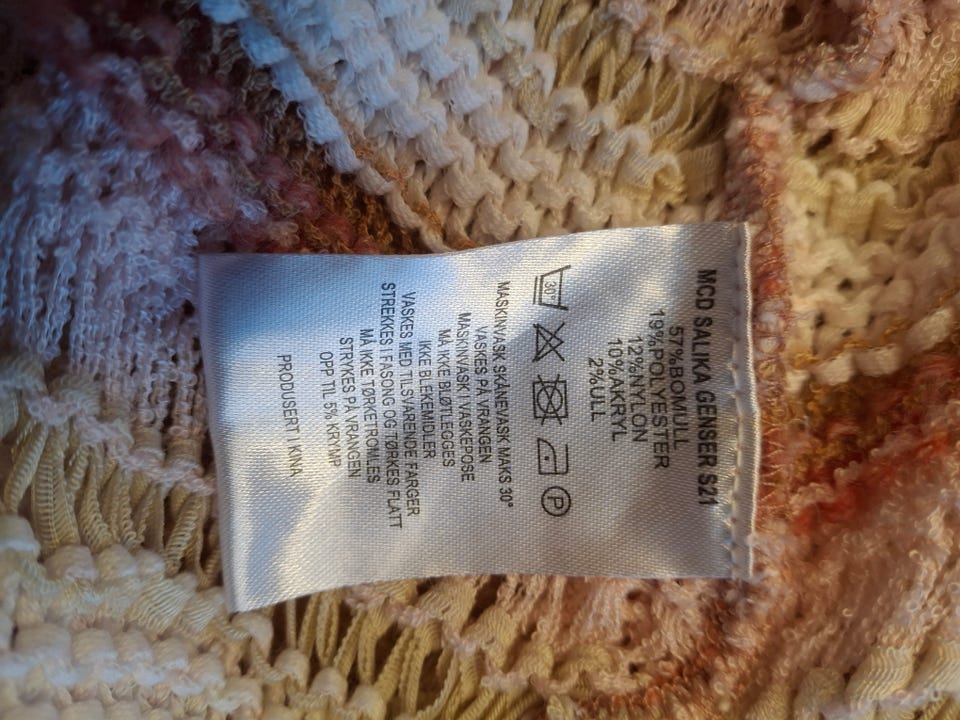 MCD SALIKA GENSER S21
57%BOMULL
19%POLYESTER
12%NYLON
10%AKRYL
2%ULL
30°
P
MASKINVASK SKÅNEVASK MAKS 30°
VASKES PÅ VRANGEN
MASKINVASK I VASKEPOSE
MÅ IKKE BLØTLEGGES
IKKE BLEKEMIDLER
VASKES MED TILSVARENDE FARGER
STREKKES I FASONG OG TØRKES FLATT
MÅ IKKE TØRKETROMLES
STRYKES PÅ VRANGEN
OPP TIL 5% KRYMP
PRODUSERT I KINA